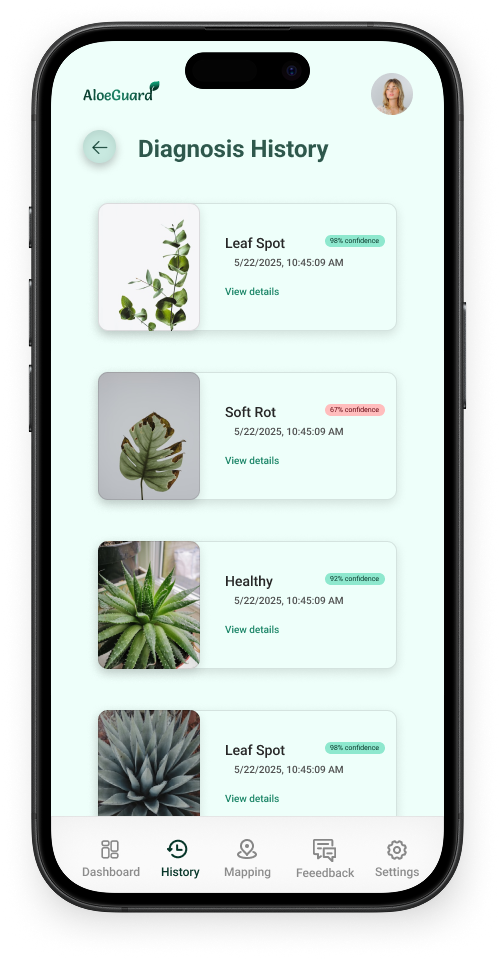 AloeGuard
Diagnosis History
Leaf Spot
98% confidence
5/22/2025, 10:45:09 AM
View details
Soft Rot
67% confidence
5/22/2025, 10:45:09 AM
View details
Healthy
92% confidence
5/22/2025, 10:45:09 AM
View details
Leaf Spot
98% confidence
5/22/2025, 10:45:09 AM
View details
Dashboard History Mapping Feeedback Settings